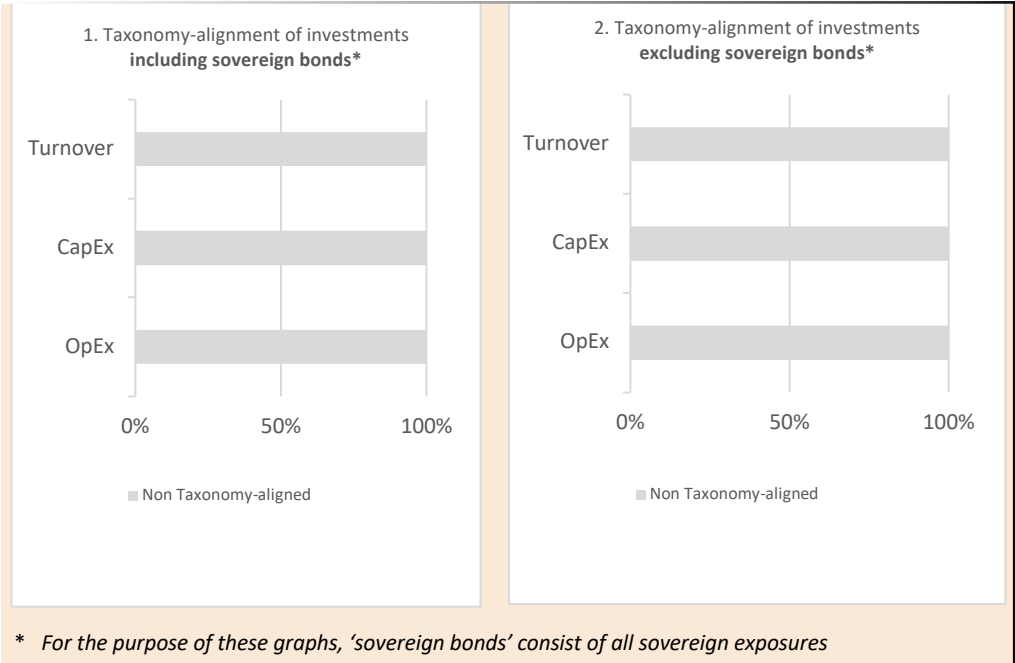 1. Taxonomy-alignment of investments
including sovereign bonds*
Turnover
CapEx
OpEx
0% 50% 100%
Non Taxonomy-aligned
2. Taxonomy-alignment of investments
excluding sovereign bonds*
Turnover
CapEx
OpEx
0% 50% 100%
Non Taxonomy-aligned
* For the purpose of these graphs, ‘sovereign bonds’ consist of all sovereign exposures